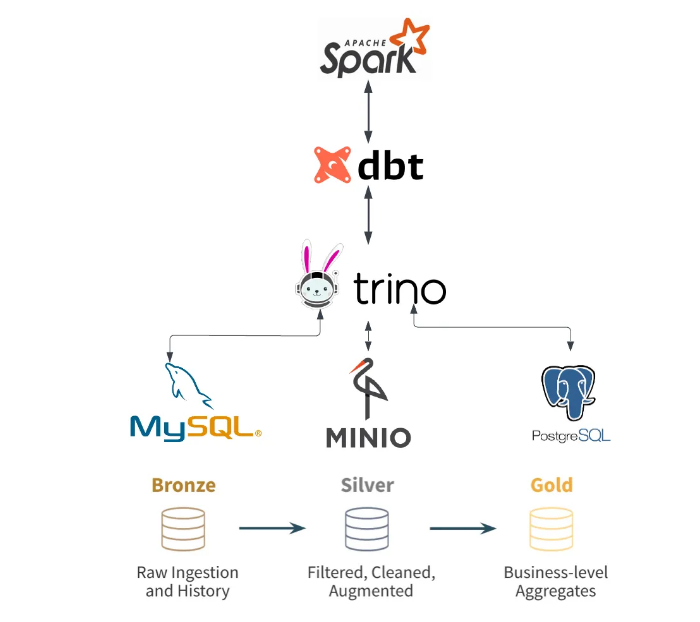 APACHE
Spark
dbt
trino
MySQL®
MINIO
PostgreSQL
Bronze
Silver
Gold
Raw Ingestion
and History
Filtered, Cleaned,
Augmented
Business-level
Aggregates